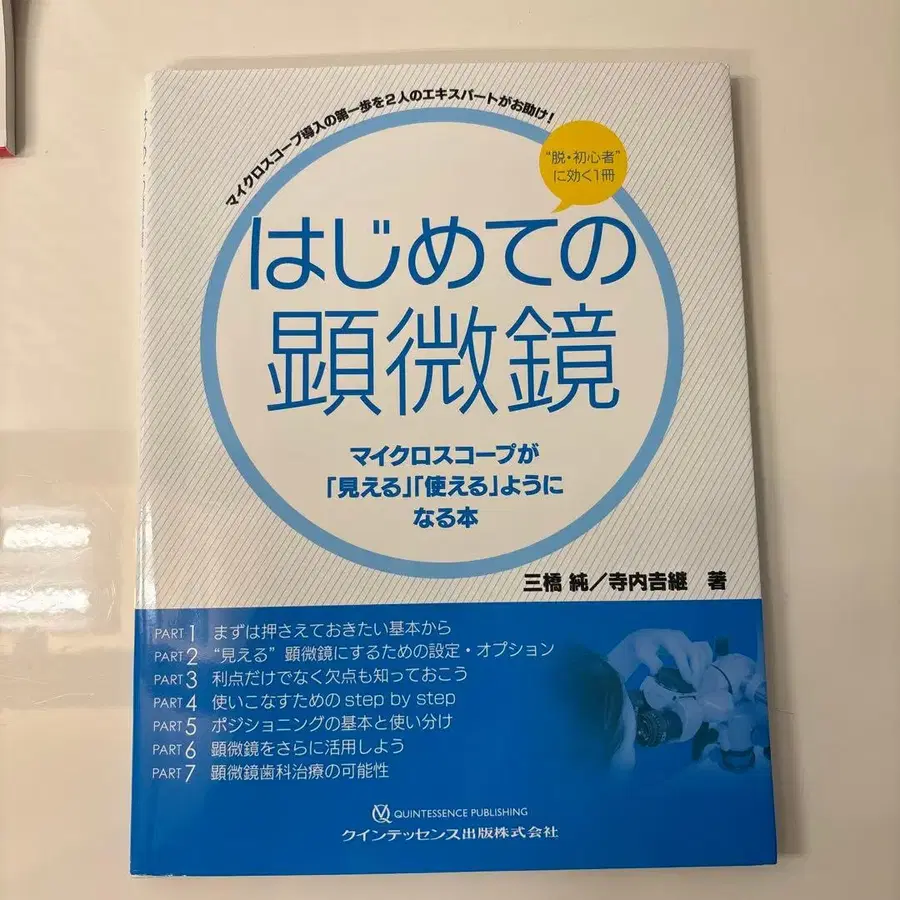 マイクロスコープ導入の第一歩を2人のエキスパートがお助け!
“脱・初心者”
に効く1冊
はじめての
顕微鏡
マイクロスコープが
「見える」「使える」ように
なる本
三橋 純/寺内吉継 著
PART 1 まずは押さえておきたい基本から
PART 2 “見える” 顕微鏡にするための設定・オプション
PART 3 利点だけでなく欠点も知っておこう
PART 4 使いこなすための step by step
PART 5 ポジショニングの基本と使い分け
PART 6 顕微鏡をさらに活用しよう
PART 7 顕微鏡歯科治療の可能性
QUINTESSENCE PUBLISHING
クインテッセンス出版株式会社